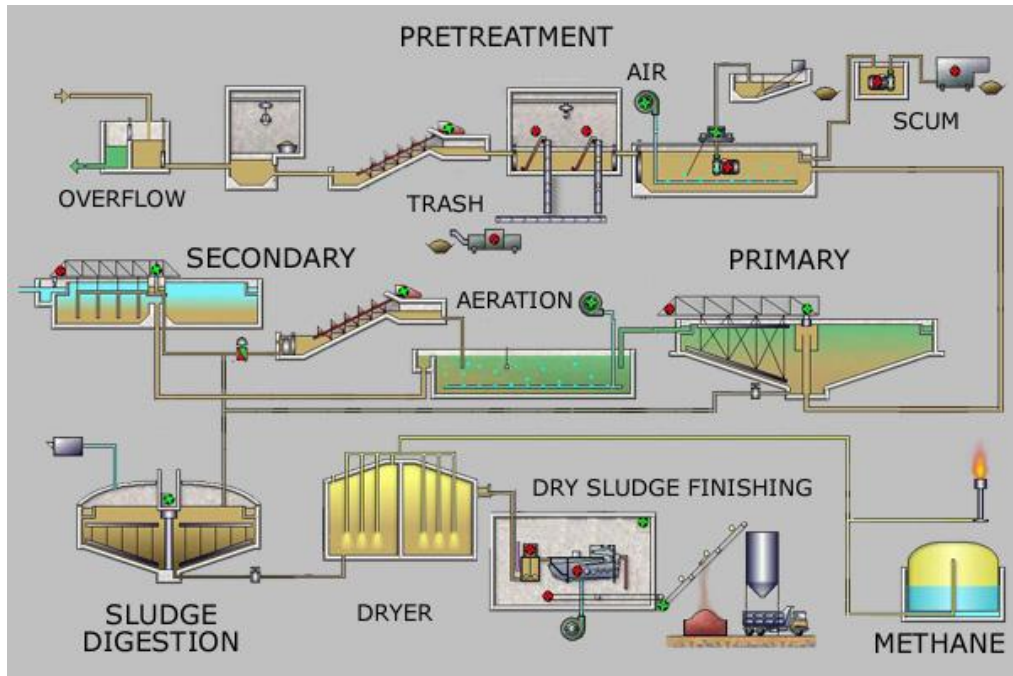 PRETREATMENT
AIR
SCUM
OVERFLOW
TRASH
SECONDARY
PRIMARY
AERATION
DRY SLUDGE FINISHING
SLUDGE
DIGESTION
DRYER
METHANE